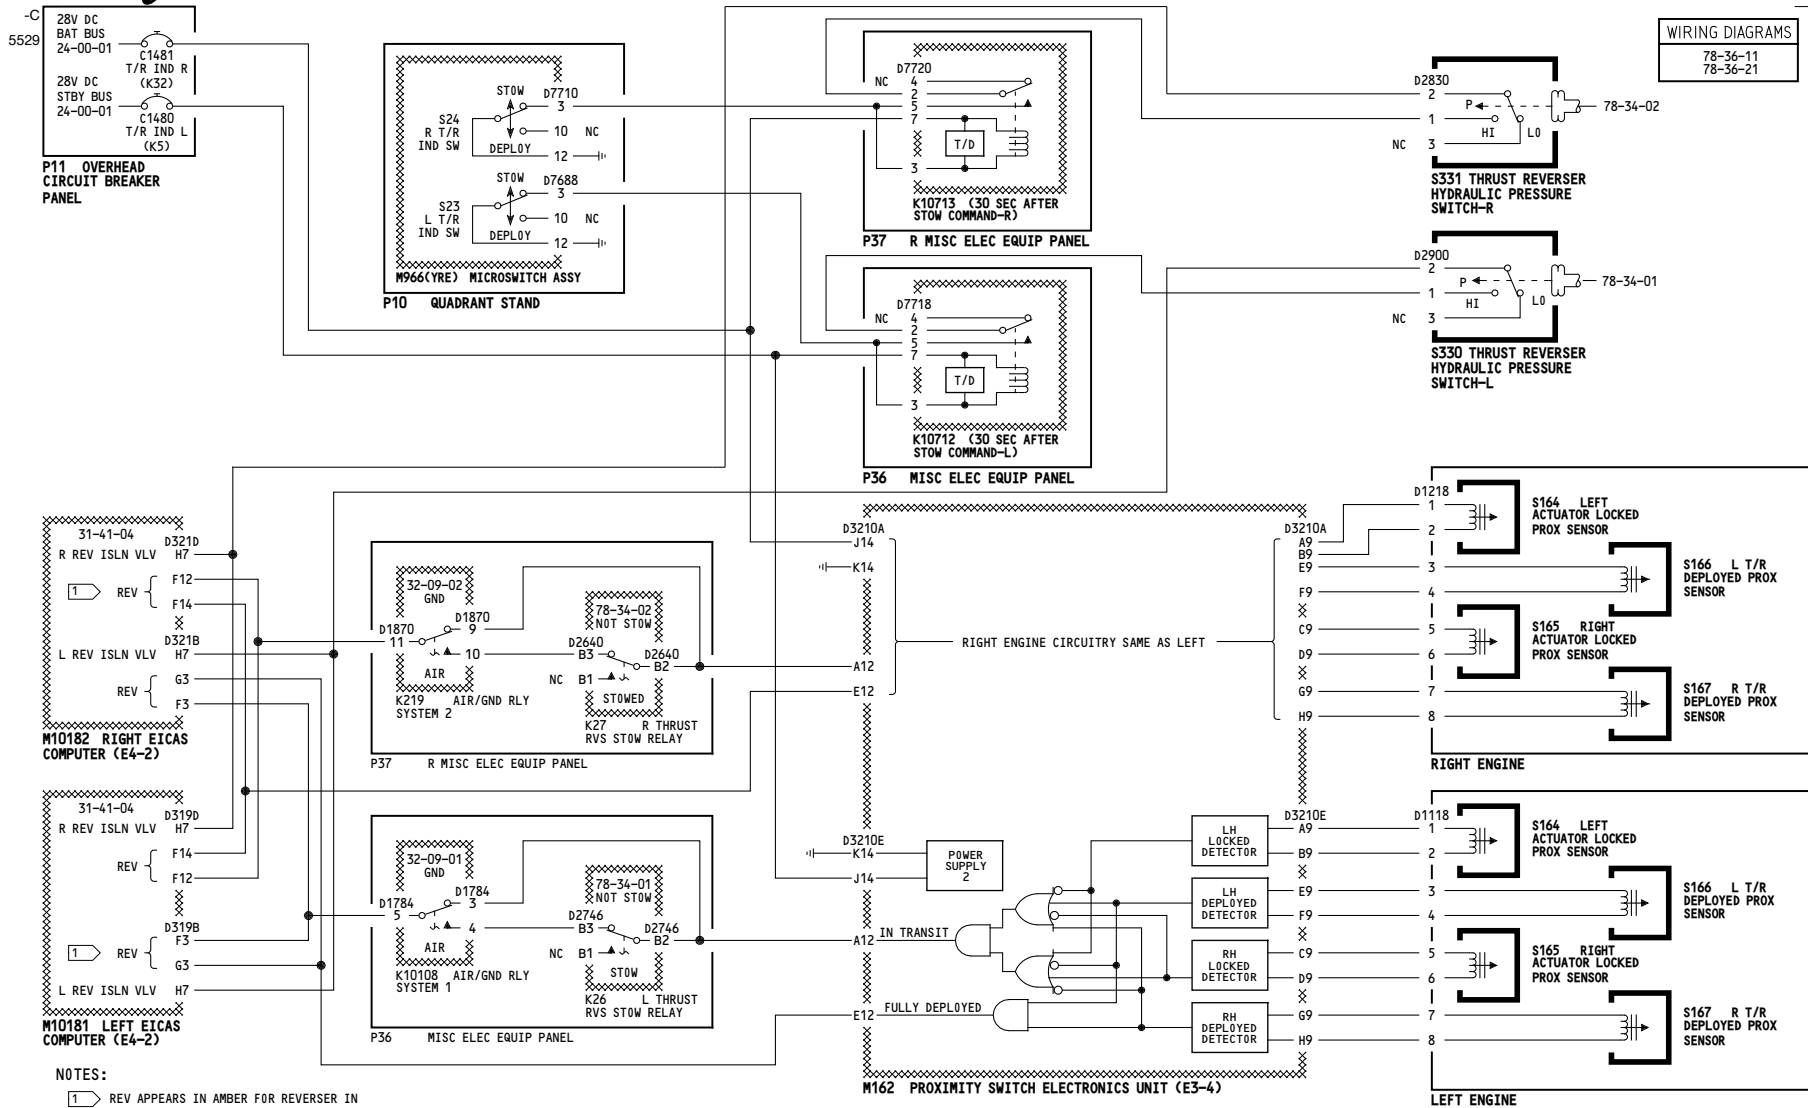 -C
5529
28V DC
BAT BUS
24-00-01
C1481
T/R IND R
(K32)
28V DC
STBY BUS
24-00-01
C1480
T/R IND L
(K5)
P11 OVERHEAD
CIRCUIT BREAKER
PANEL
STOW
D7710
3
S24
R T/R
IND SW
10 NC
DEPLOY
12
STOW
D7688
3
S23
L T/R
IND SW
10 NC
DEPLOY
12
M966(YRE) MICROSWITCH ASSY
P10 QUADRANT STAND
D7720
NC 4
2
5
7
T/D
3
K10713 (30 SEC AFTER
STOW COMMAND-R)
P37 R MISC ELEC EQUIP PANEL
D7718
NC 4
2
5
7
T/D
3
K10712 (30 SEC AFTER
STOW COMMAND-L)
P36 MISC ELEC EQUIP PANEL
WIRING DIAGRAMS
78-36-11
78-36-21
D2830
2
P
78-34-02
1
HI LO
NC 3
S331 THRUST REVERSER
HYDRAULIC PRESSURE
SWITCH-R
D2900
2
P
78-34-01
1
HI LO
NC 3
S330 THRUST REVERSER
HYDRAULIC PRESSURE
SWITCH-L
31-41-04
D321D
R REV ISLN VLV H7
F12
1 REV
F14
D321B
L REV ISLN VLV H7
G3
REV
F3
M10182 RIGHT EICAS
COMPUTER (E4-2)
31-41-04
D319D
R REV ISLN VLV H7
F14
REV
F12
D319B
F3
1 REV
G3
L REV ISLN VLV H7
M10181 LEFT EICAS
COMPUTER (E4-2)
32-09-02
GND
D1870
11
D1870
9
10
AIR
K219 AIR/GND RLY
SYSTEM 2
78-34-02
NOT STOW
D2640
B3
D2640
B2
NC B1
STOWED
K27 R THRUST
RVS STOW RELAY
P37 R MISC ELEC EQUIP PANEL
32-09-01
GND
D1784
5
D1784
3
4
AIR
K10108 AIR/GND RLY
SYSTEM 1
78-34-01
NOT STOW
D2746
B3
D2746
B2
NC B1
STOW
K26 L THRUST
RVS STOW RELAY
P36 MISC ELEC EQUIP PANEL
D3210A
J14
K14
A12
E12
RIGHT ENGINE CIRCUITRY SAME AS LEFT
D3210A
A9
B9
E9
F9
C9
D9
G9
H9
D3210E
K14
J14
POWER
SUPPLY
2
A12 IN TRANSIT
E12 FULLY DEPLOYED
LH
LOCKED
DETECTOR
LH
DEPLOYED
DETECTOR
RH
LOCKED
DETECTOR
RH
DEPLOYED
DETECTOR
D3210E
A9
B9
E9
F9
C9
D9
G9
H9
M162 PROXIMITY SWITCH ELECTRONICS UNIT (E3-4)
D1218
1
2
3
4
5
6
7
8
S164 LEFT
ACTUATOR LOCKED
PROX SENSOR
S166 L T/R
DEPLOYED PROX
SENSOR
S165 RIGHT
ACTUATOR LOCKED
PROX SENSOR
S167 R T/R
DEPLOYED PROX
SENSOR
RIGHT ENGINE
D1118
1
2
3
4
5
6
7
8
S164 LEFT
ACTUATOR LOCKED
PROX SENSOR
S166 L T/R
DEPLOYED PROX
SENSOR
S165 RIGHT
ACTUATOR LOCKED
PROX SENSOR
S167 R T/R
DEPLOYED PROX
SENSOR
LEFT ENGINE
NOTES:
1 REV APPEARS IN AMBER FOR REVERSER IN